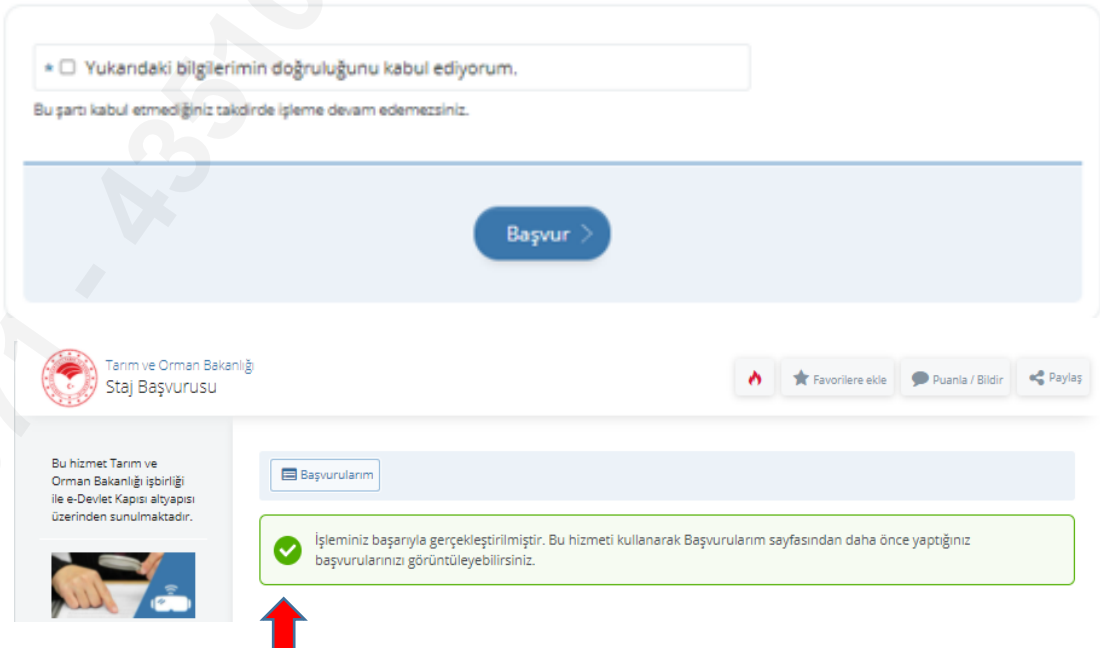 * Yukarıdaki bilgilerimin doğruluğunu kabul ediyorum.
Bu şartı kabul etmediğiniz takdirde işleme devam edemezsiniz.
Başvur
Tarım ve Orman Bakanlığı
Staj Başvurusu
Favorilere ekle
Puanla / Bildir
Paylaş
Bu hizmet Tarım ve
Orman Bakanlığı işbirliği
ile e-Devlet Kapısı altyapısı
üzerinden sunulmaktadır.
Başvurularım
İşleminiz başarıyla gerçekleştirilmiştir. Bu hizmeti kullanarak Başvurularım sayfasından daha önce yaptığınız
başvurularınızı görüntüleyebilirsiniz.